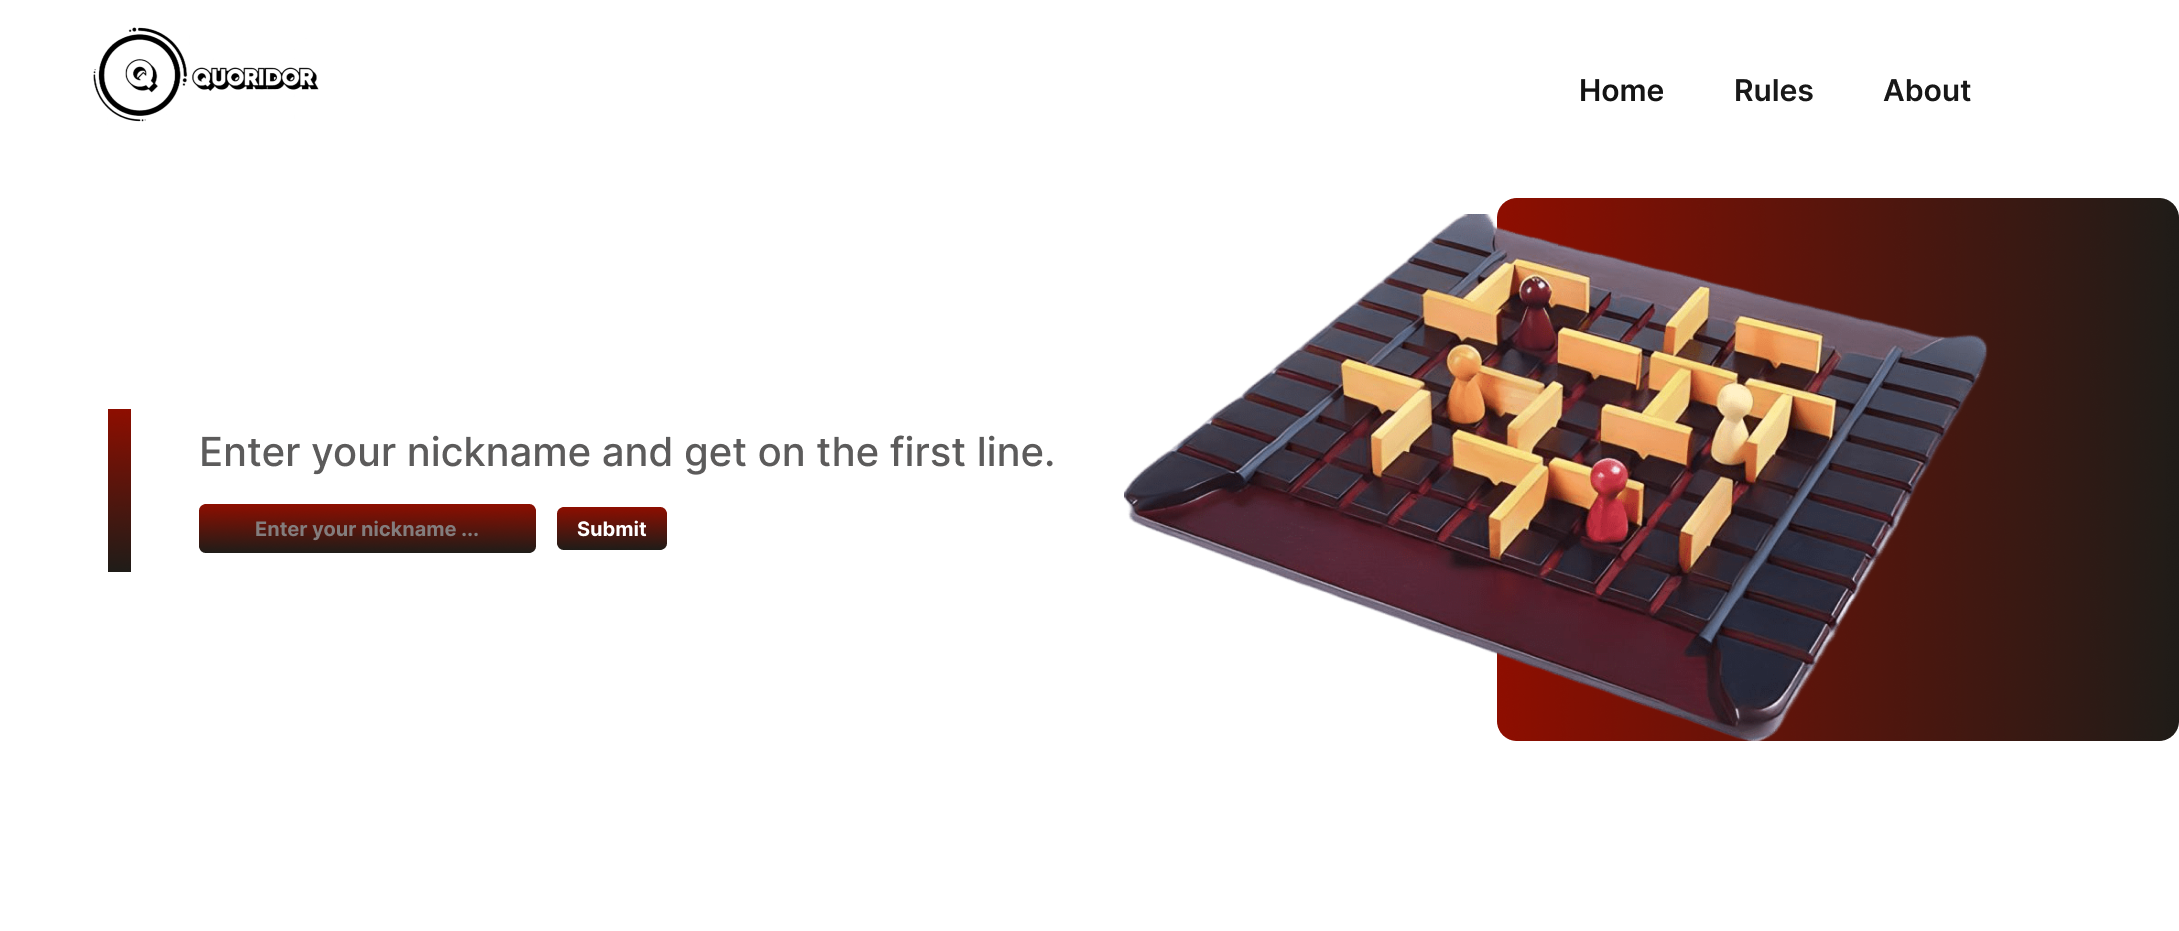 Q QUORIDOR
Home Rules About
Enter your nickname and get on the first line.
Enter your nickname ... Submit